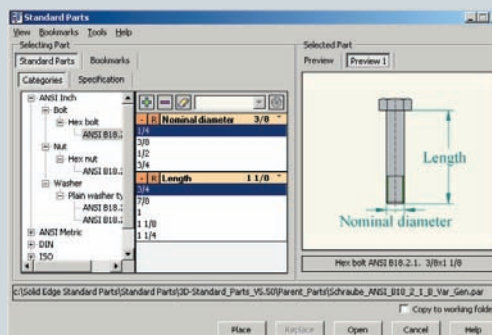 Standard Parts
View Bookmarks Tools Help
Selecting Part
Standard Parts Bookmarks
Categories Specification
ANSI Inch
Bolt
Hex bolt
ANSI B18.2
Nut
Hex nut
Washer
Plain washer ty
ANSI B18.2
ANSI B18.2
ANSI Metric
DIN
ISO
- R Nominal diameter 3/8 "
1/4
3/8
1/2
3/4
- R Length 1 1/8 "
3/4
7/8
1
1 1/8
1 1/4
Selected Part
Preview Preview 1
Length
Nominal diameter
Hex bolt ANSI B18.2.1. 3/8x1 1/8
c:\Solid Edge Standard Parts\Standard Parts\3D-Standard_Parts_V5.50\Parent_Parts\Schraube_ANSI_B18_2_1_B_Var_Gen.par
Copy to working folder
Place Replace Open Cancel Help